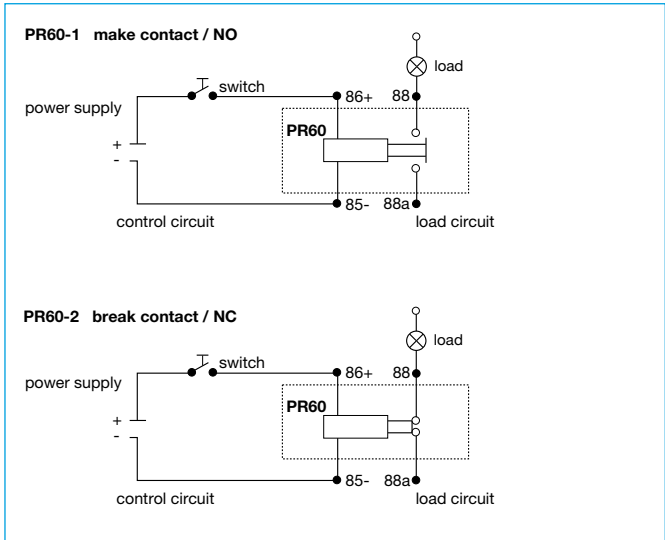 PR60-1 make contact / NO
load
switch
86+ 88
power supply
PR60
+
-
85- 88a
control circuit load circuit
PR60-2 break contact / NC
load
switch
86+ 88
power supply
PR60
+
-
85- 88a
control circuit load circuit